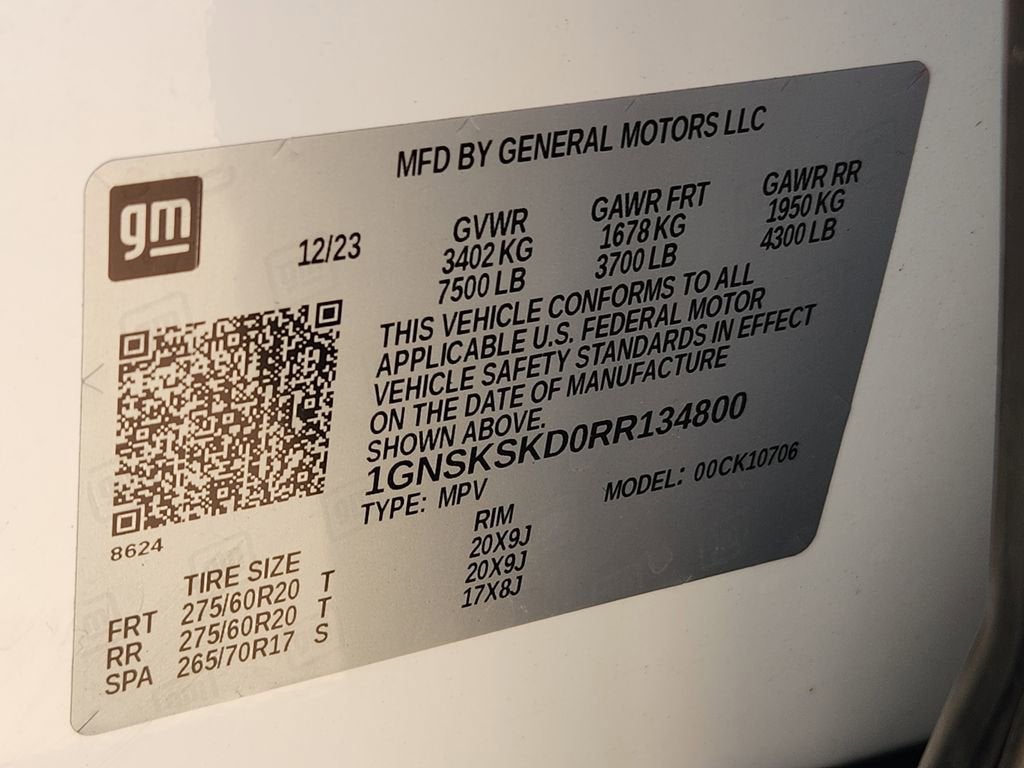 MFD BY GENERAL MOTORS LLC
gm
12/23
GVWR
3402 KG
7500 LB
GAWR FRT
1678 KG
3700 LB
GAWR RR
1950 KG
4300 LB
THIS VEHICLE CONFORMS TO ALL
APPLICABLE U.S. FEDERAL MOTOR
VEHICLE SAFETY STANDARDS IN EFFECT
ON THE DATE OF MANUFACTURE
SHOWN ABOVE.
1GNSKSKD0RR134800
TYPE: MPV
MODEL: 00CK10706
8624
TIRE SIZE
RIM
FRT 275/60R20 T 20X9J
RR 275/60R20 T 20X9J
SPA 265/70R17 S 17X8J